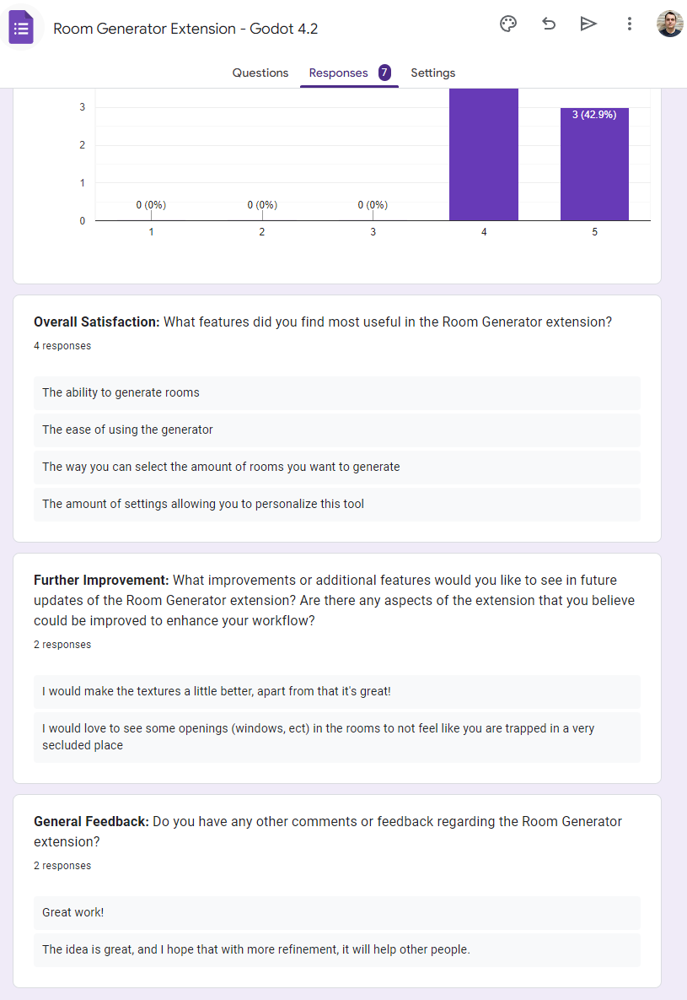 Room Generator Extension - Godot 4.2
Questions
Responses 7
Settings
3
2
1
0
3 (42.9%)
0 (0%)
0 (0%)
0 (0%)
1
2
3
4
5
Overall Satisfaction: What features did you find most useful in the Room Generator extension?
4 responses
The ability to generate rooms
The ease of using the generator
The way you can select the amount of rooms you want to generate
The amount of settings allowing you to personalize this tool
Further Improvement: What improvements or additional features would you like to see in future
updates of the Room Generator extension? Are there any aspects of the extension that you believe
could be improved to enhance your workflow?
2 responses
I would make the textures a little better, apart from that it's great!
I would love to see some openings (windows, ect) in the rooms to not feel like you are trapped in a very
secluded place
General Feedback: Do you have any other comments or feedback regarding the Room Generator
extension?
2 responses
Great work!
The idea is great, and I hope that with more refinement, it will help other people.